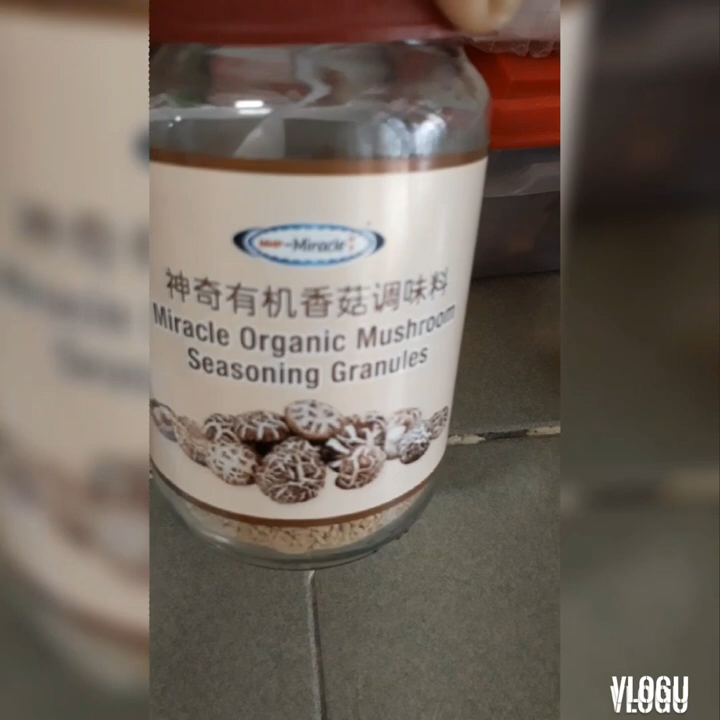 -Miracle
神奇有机香菇调味料
Miracle Organic Mushroom
Seasoning Granules
VLOGU